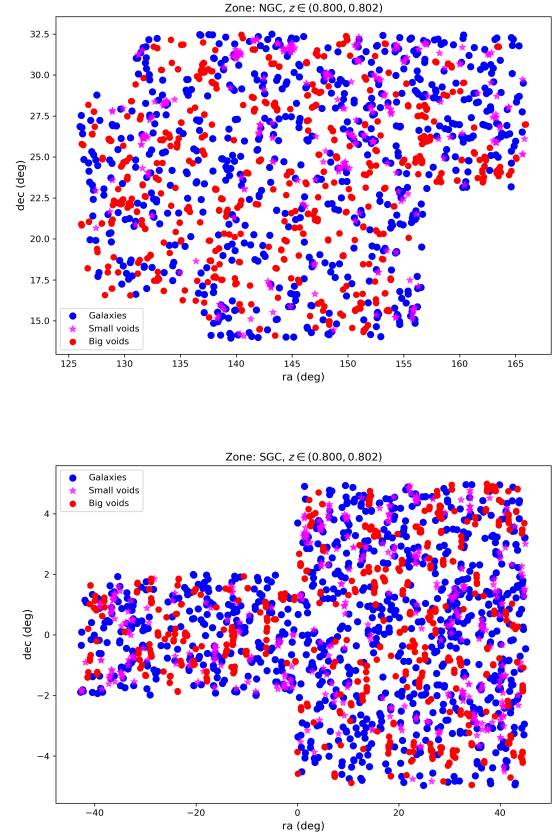 Zone: NGC, z ∈ (0.800, 0.802)
32.5
30.0
27.5
25.0
22.5
20.0
17.5
15.0
dec (deg)
Galaxies
Small voids
Big voids
125 130 135 140 145 150 155 160 165
ra (deg)
Zone: SGC, z ∈ (0.800, 0.802)
Galaxies
Small voids
Big voids
4
2
0
−2
−4
dec (deg)
−40 −20 0 20 40
ra (deg)